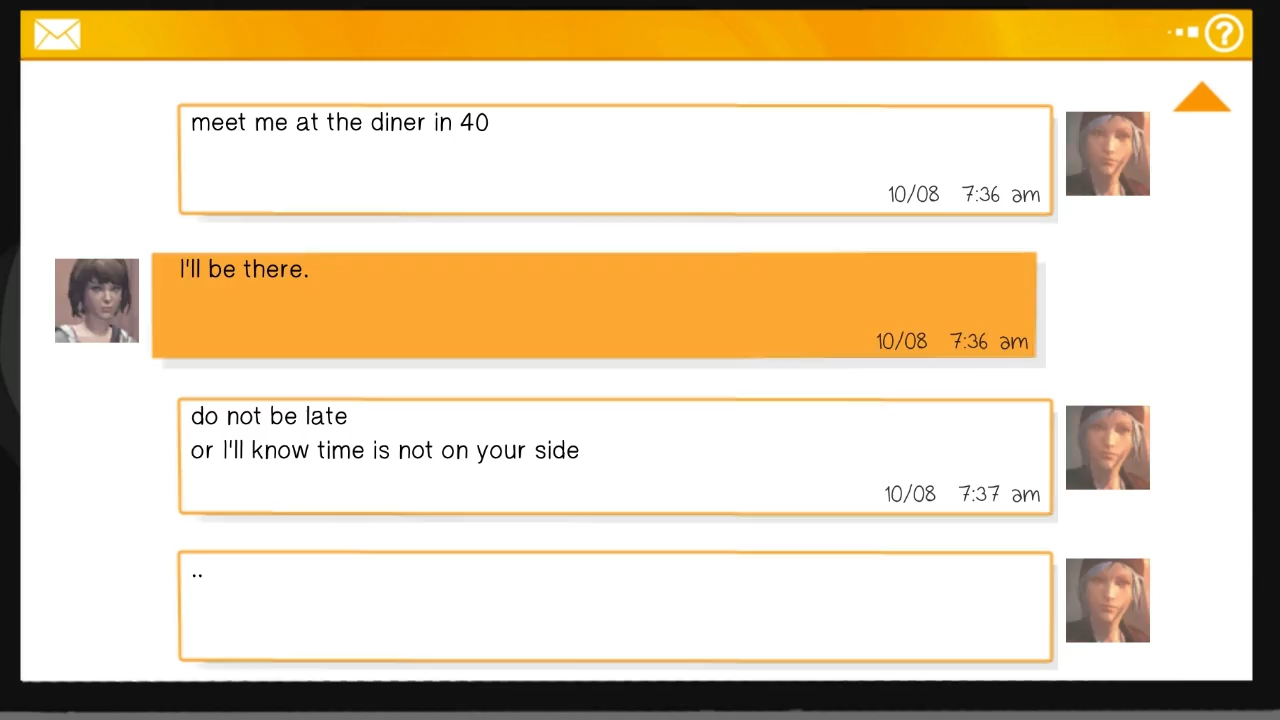 ?
meet me at the diner in 40
10/08 7:36 am
I'll be there.
10/08 7:36 am
do not be late
or I'll know time is not on your side
10/08 7:37 am
..